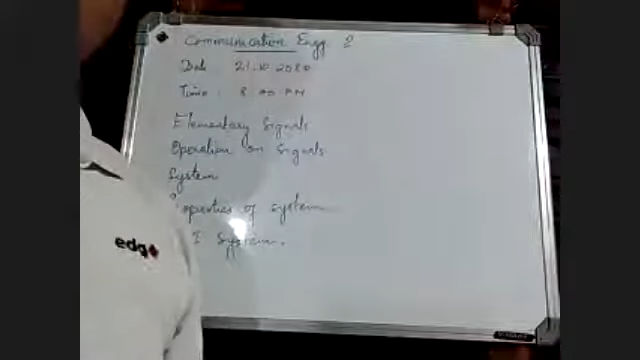 Communication Engg 2
Date : 21.10.2020
Time : 8.00 PM
Elementary Signals
Operation on Signals
System
Properties of system
I System.
edge